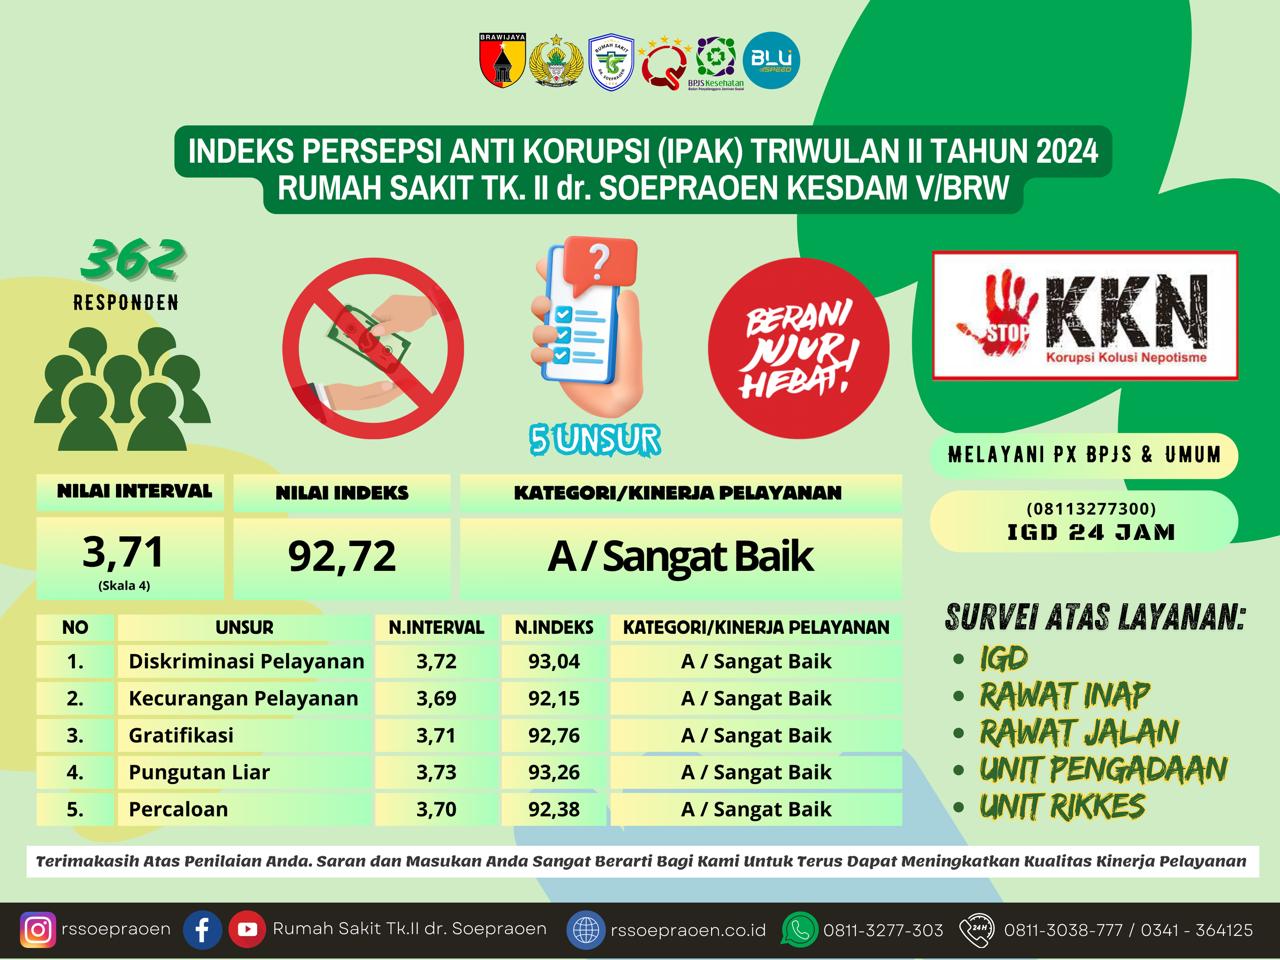 BRAWIJAYA
RUMAH SAKIT
dr. SOEPRAOEN
BPJS Kesehatan
Badan Penyelenggara Jaminan Sosial
BLU
SPEED
INDEKS PERSEPSI ANTI KORUPSI (IPAK) TRIWULAN II TAHUN 2024
RUMAH SAKIT TK. II dr. SOEPRAOEN KESDAM V/BRW
362
RESPONDEN
?
5 UNSUR
BERANI
JUJUR
HEBAT!
STOP
KKN
Korupsi Kolusi Nepotisme
MELAYANI PX BPJS & UMUM
(08113277300)
IGD 24 JAM
NILAI INTERVAL NILAI INDEKS KATEGORI/KINERJA PELAYANAN
3,71 92,72 A / Sangat Baik
(Skala 4)
NO UNSUR N.INTERVAL N.INDEKS KATEGORI/KINERJA PELAYANAN
1. Diskriminasi Pelayanan 3,72 93,04 A / Sangat Baik
2. Kecurangan Pelayanan 3,69 92,15 A / Sangat Baik
3. Gratifikasi 3,71 92,76 A / Sangat Baik
4. Pungutan Liar 3,73 93,26 A / Sangat Baik
5. Percaloan 3,70 92,38 A / Sangat Baik
SURVEI ATAS LAYANAN:
• IGD
• RAWAT INAP
• RAWAT JALAN
• UNIT PENGADAAN
• UNIT RIKKES
Terimakasih Atas Penilaian Anda. Saran dan Masukan Anda Sangat Berarti Bagi Kami Untuk Terus Dapat Meningkatkan Kualitas Kinerja Pelayanan
rssoepraoen Rumah Sakit Tk.II dr. Soepraoen rssoepraoen.co.id 0811-3277-303 24H 0811-3038-777 / 0341 - 364125